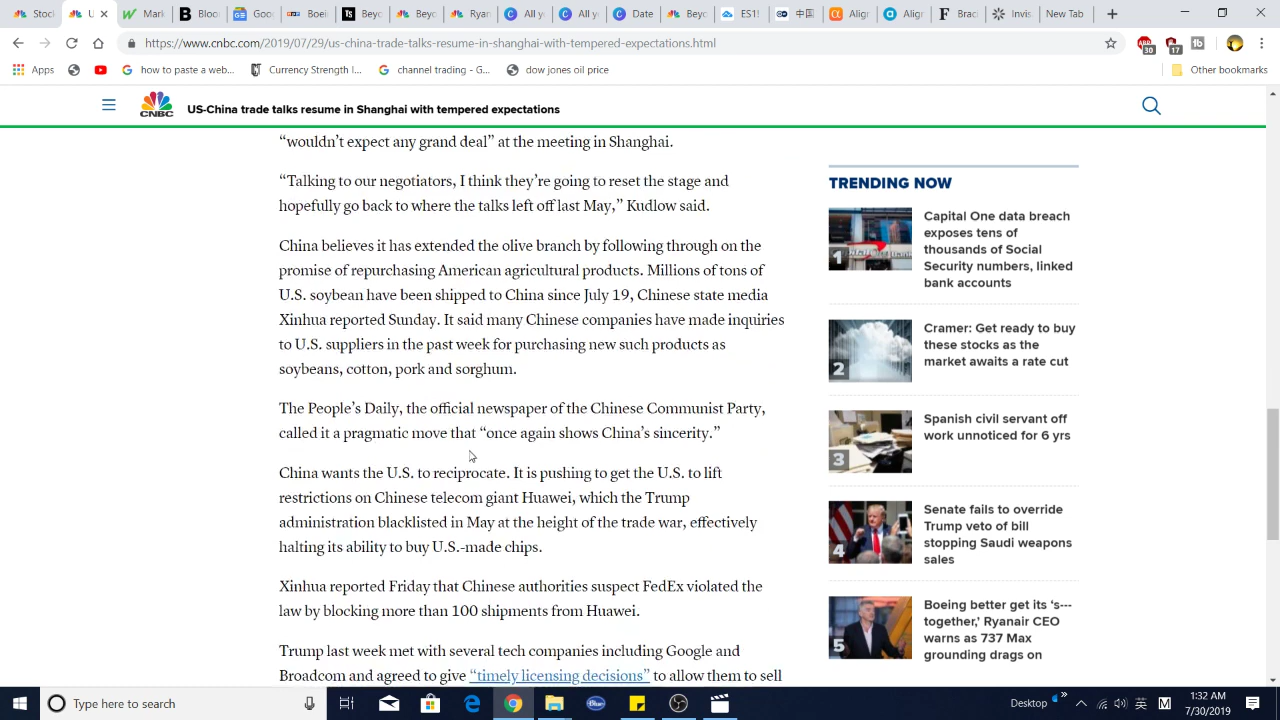 U
Mark
BS-C
Beyc
ES!!
中囯
Align
Align
Fede
Bran
New
https://www.cnbc.com/2019/07/29/us-china-trade-talks-resume-in-shanghai-with-tempered-expectations.html
30
17
Apps
how to paste a web...
Currency Strength I...
channel trading - G...
dow jones oil price
Other bookmarks
CNBC
US-China trade talks resume in Shanghai with tempered expectations
“wouldn’t expect any grand deal” at the meeting in Shanghai.
“Talking to our negotiators, I think they’re going to reset the stage and
hopefully go back to where the talks left off last May,” Kudlow said.
China believes it has extended the olive branch by following through on the
promise of repurchasing American agricultural products. Millions of tons of
U.S. soybean have been shipped to China since July 19, Chinese state media
Xinhua reported Sunday. It said many Chinese companies have made inquiries
to U.S. suppliers in the past week for purchasing new such products as
soybeans, cotton, pork and sorghum.
The People’s Daily, the official newspaper of the Chinese Communist Party,
called it a pragmatic move that “once again shows China’s sincerity.”
China wants the U.S. to reciprocate. It is pushing to get the U.S. to lift
restrictions on Chinese telecom giant Huawei, which the Trump
administration blacklisted in May at the height of the trade war, effectively
halting its ability to buy U.S.-made chips.
Xinhua reported Friday that Chinese authorities suspect FedEx violated the
law by blocking more than 100 shipments from Huawei.
Trump last week met with several tech companies including Google and
Broadcom and agreed to give “timely licensing decisions” to allow them to sell
TRENDING NOW
1
Capital One data breach
exposes tens of
thousands of Social
Security numbers, linked
bank accounts
2
Cramer: Get ready to buy
these stocks as the
market awaits a rate cut
3
Spanish civil servant off
work unnoticed for 6 yrs
4
Senate fails to override
Trump veto of bill
stopping Saudi weapons
sales
5
Boeing better get its ‘s---
together,’ Ryanair CEO
warns as 737 Max
grounding drags on
Type here to search
Desktop
英
M
1:32 AM
7/30/2019